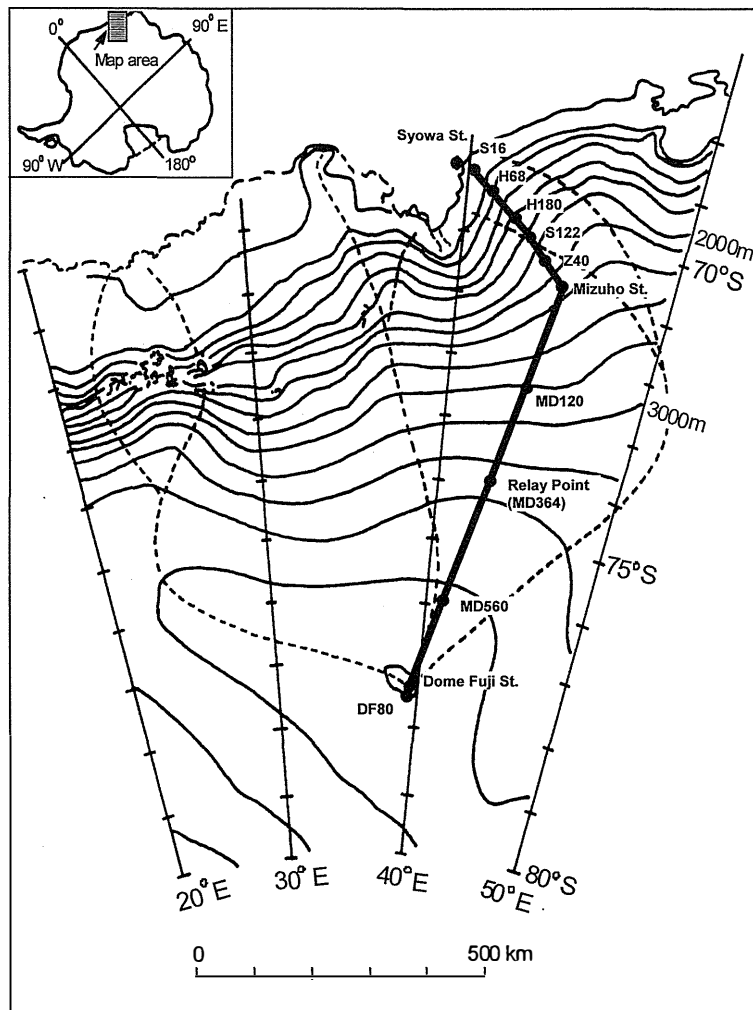 0°
90° E
Map area
90° W
180°
Syowa St.
S16
H68
H180
S122
Z40
2000m
70°S
Mizuho St.
MD120
3000m
Relay Point
(MD364)
75°S
MD560
Dome Fuji St.
DF80
20°E
30°E
40°E
50°E
80°S
0
500 km